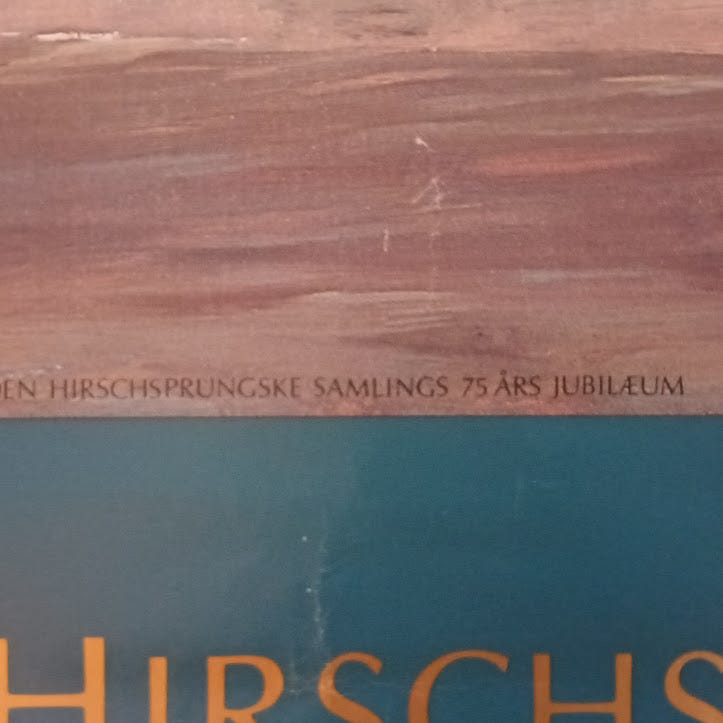 DEN HIRSCHSPRUNGSKE SAMLINGS 75 ÅRS JUBILÆUM
HIRSCHS